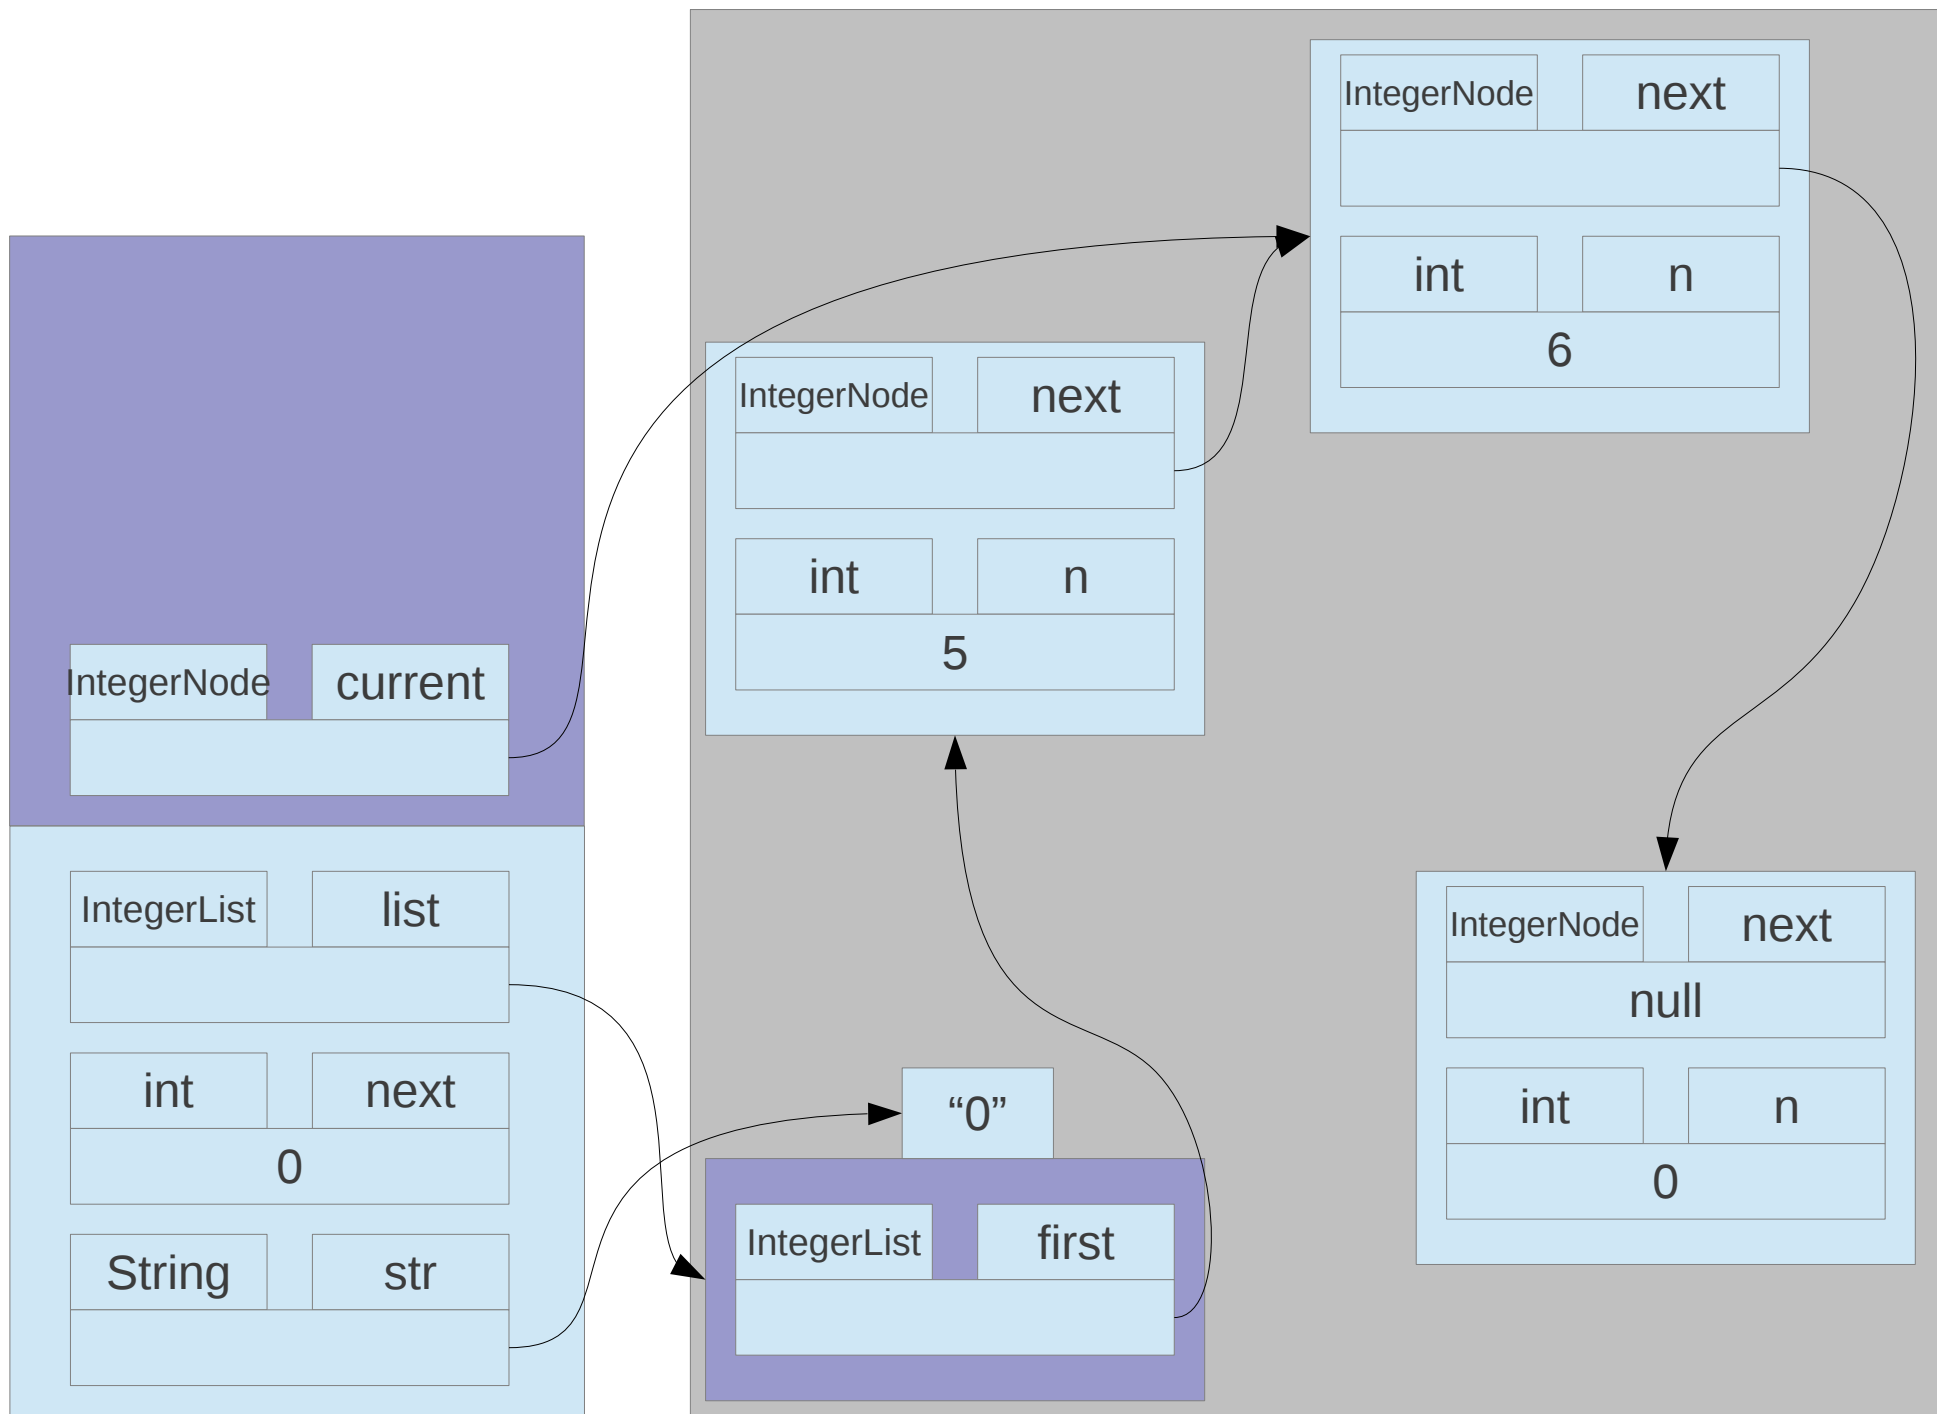 IntegerNode next
int n
6
IntegerNode next
int n
5
IntegerNode current
IntegerList list
int next
0
String str
“0”
IntegerList first
IntegerNode next
null
int n
0